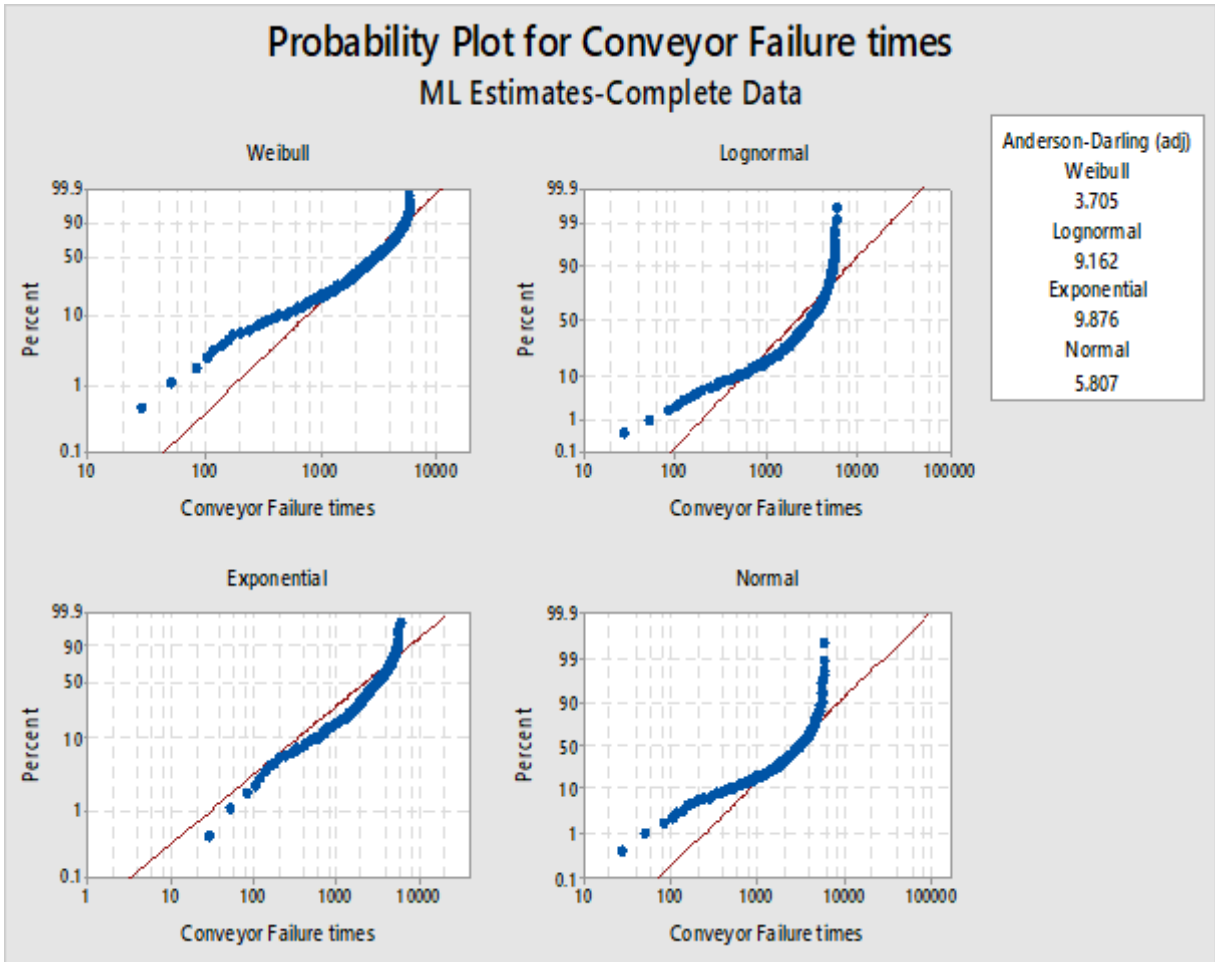 Probability Plot for Conveyor Failure times
ML Estimates-Complete Data
Weibull
Percent
99.9
90
50
10
1
0.1
10
100
1000
10000
Conveyor Failure times
Lognormal
Percent
99.9
99
90
50
10
1
0.1
10
100
1000
10000
100000
Conveyor Failure times
Anderson-Darling (adj)
Weibull
3.705
Lognormal
9.162
Exponential
9.876
Normal
5.807
Exponential
Percent
99.9
90
50
10
1
0.1
1
10
100
1000
10000
Conveyor Failure times
Normal
Percent
99.9
99
90
50
10
1
0.1
10
100
1000
10000
100000
Conveyor Failure times